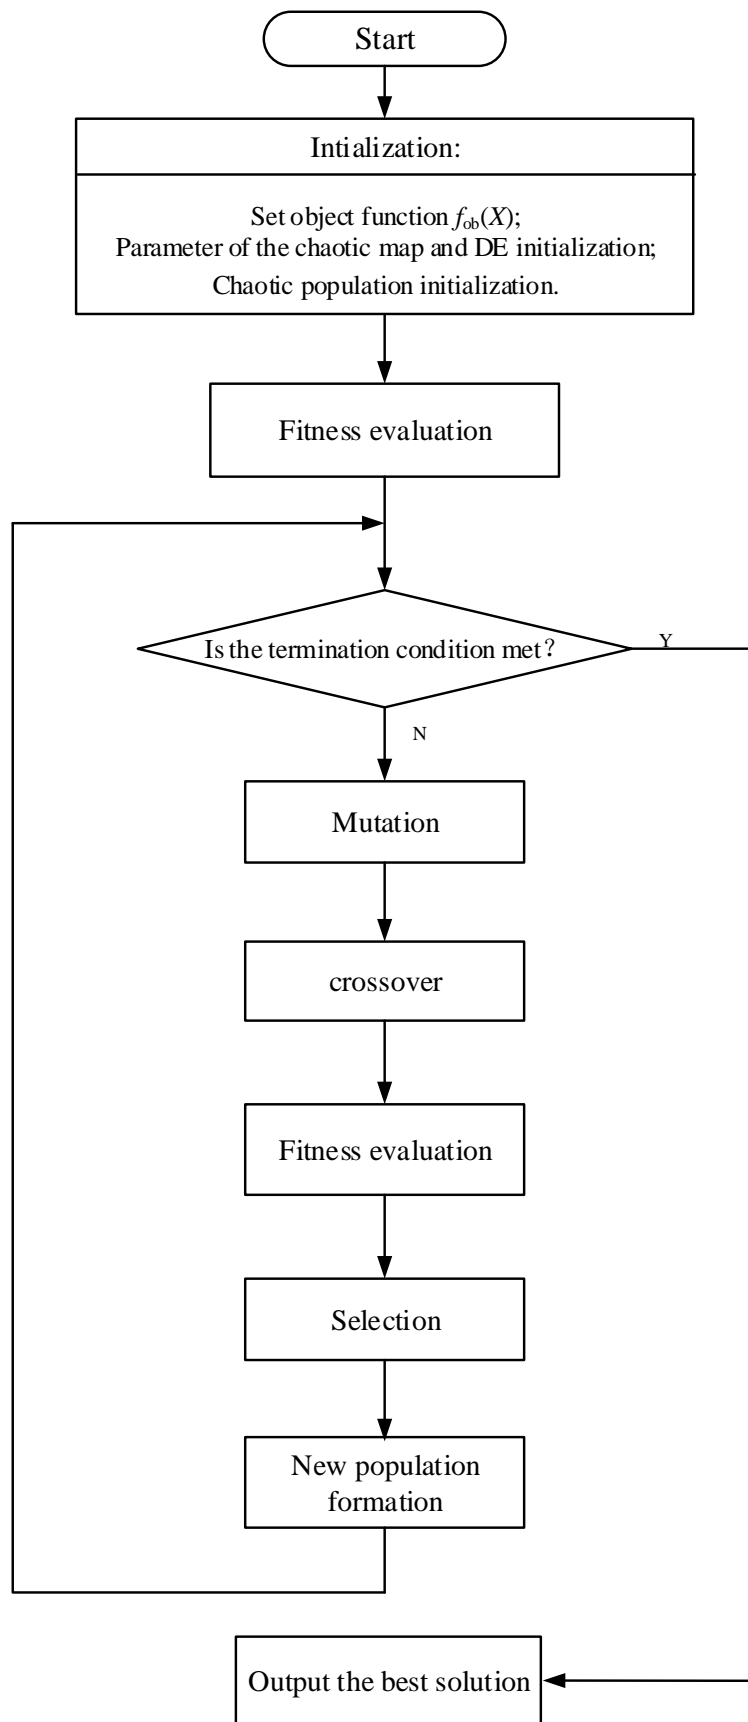 Start
Intialization:
Set object function fob(X);
Parameter of the chaotic map and DE initialization;
Chaotic population initialization.
Fitness evaluation
Is the termination condition met？
Y
N
Mutation
crossover
Fitness evaluation
Selection
New population
formation
Output the best solution